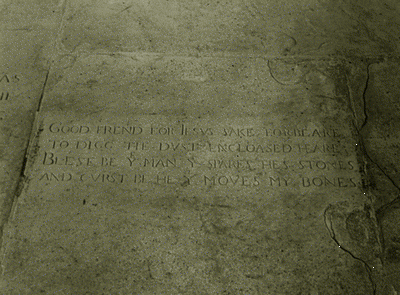 AS
GOOD FREND FOR IESVS SAKE FORBEARE
TO DIGG THE DVST ENCLOASED HEARE
BLESE BE Y MAN Y SPARES THES STONES
AND CVRST BE HE Y MOVES MY BONES